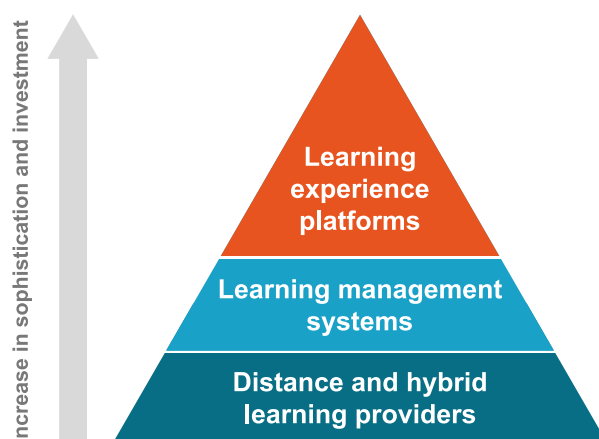 ncrease in sophistication and investment
Learning
experience
platforms
Learning management
systems
Distance and hybrid
learning providers